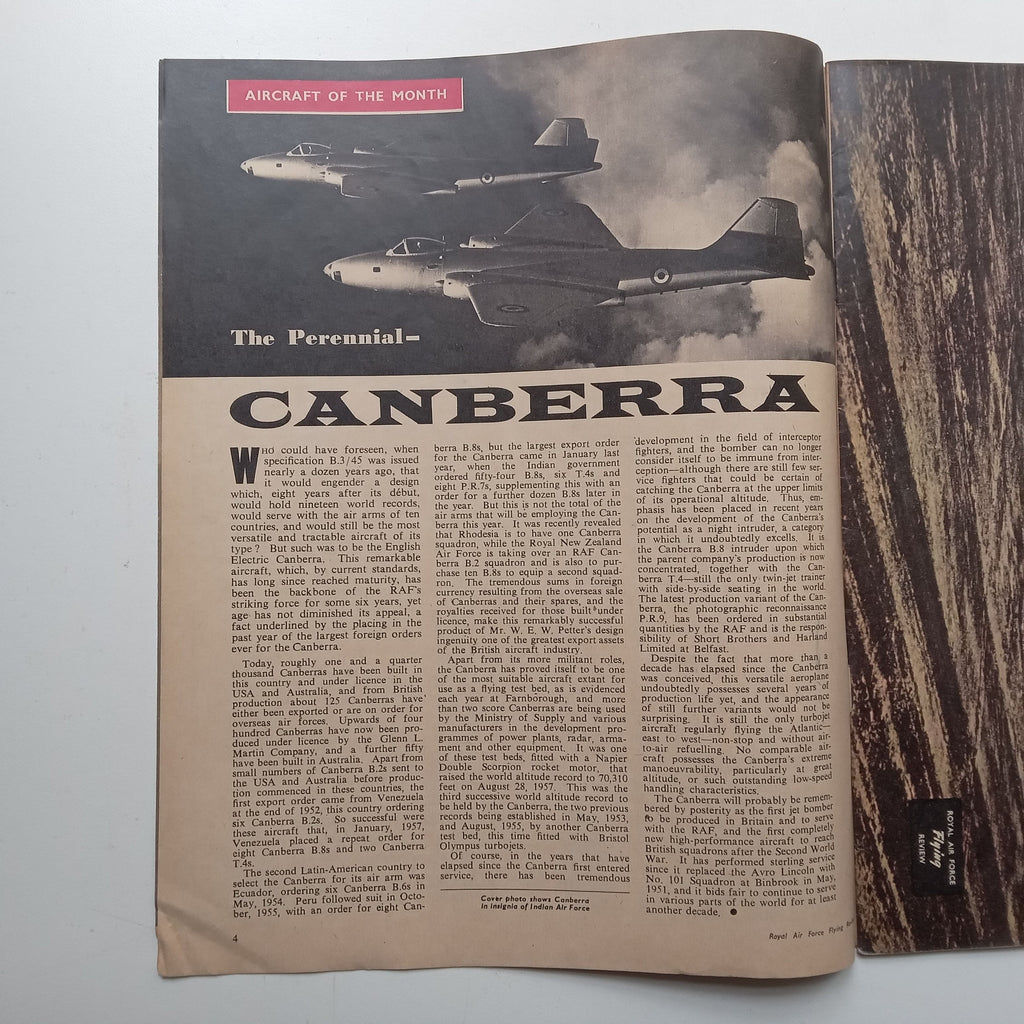 AIRCRAFT OF THE MONTH
The Perennial–
CANBERRA
WHO could have foreseen, when
specification B.3/45 was issued
nearly a dozen years ago, that
it would engender a design
which, eight years after its début,
would hold nineteen world records,
would serve with the air arms of ten
countries, and would still be the most
versatile and tractable aircraft of its
type? But such was to be the English
Electric Canberra. This remarkable
aircraft, which, by current standards,
has long since reached maturity, has
been the backbone of the RAF's
striking force for some six years, yet
age has not diminished its appeal, a
fact underlined by the placing in the
past year of the largest foreign orders
ever for the Canberra.
Today, roughly one and a quarter
thousand Canberras have been built in
this country and under licence in the
USA and Australia, and from British
production about 125 Canberras have
either been exported or are on order for
overseas air forces. Upwards of four
hundred Canberras have now been pro-
duced under licence by the Glenn L.
Martin Company, and a further fifty
have been built in Australia. Apart from
small numbers of Canberra B.2s sent to
the USA and Australia before produc-
tion commenced in these countries, the
first export order came from Venezuela
at the end of 1952, this country ordering
six Canberra B.2s. So successful were
these aircraft that, in January, 1957,
Venezuela placed a repeat order for
eight Canberra B.8s and two Canberra
T.4s.
The second Latin-American country to
select the Canberra for its air arm was
Ecuador, ordering six Canberra B.6s in
May, 1954. Peru followed suit in Octo-
ber, 1955, with an order for eight Can-
berra B.8s, but the largest export order
for the Canberra came in January last
year, when the Indian government
ordered fifty-four B.8s, six T.4s and
eight P.R.7s, supplementing this with an
order for a further dozen B.8s later in
the year. But this is not the total of the
air arms that will be employing the Can-
berra this year. It was recently revealed
that Rhodesia is to have one Canberra
squadron, while the Royal New Zealand
Air Force is taking over an RAF Can-
berra B.2 squadron and is also to pur-
chase ten B.8s to equip a second squad-
ron. The tremendous sums in foreign
currency resulting from the overseas sale
of Canberras and their spares, and the
royalties received for those built under
licence, make this remarkably successful
product of Mr. W. E. W. Petter's design
ingenuity one of the greatest export assets
of the British aircraft industry.
Apart from its more militant roles,
the Canberra has proved itself to be one
of the most suitable aircraft extant for
use as a flying test bed, as is evidenced
each year at Farnborough, and more
than two score Canberras are being used
by the Ministry of Supply and various
manufacturers in the development pro-
grammes of power plants, radar, arma-
ment and other equipment. It was one
of these test beds, fitted with a Napier
Double Scorpion rocket motor, that
raised the world altitude record to 70,310
feet on August 28, 1957. This was the
third successive world altitude record to
be held by the Canberra, the two previous
records being established in May, 1953,
and August, 1955, by another Canberra
test bed, this time fitted with Bristol
Olympus turbojets.
Of course, in the years that have
elapsed since the Canberra first entered
service, there has been tremendous
Cover photo shows Canberra
in insignia of Indian Air Force
development in the field of interceptor
fighters, and the bomber can no longer
consider itself to be immune from inter-
ception—although there are still few ser-
vice fighters that could be certain of
catching the Canberra at the upper limits
of its operational altitude. Thus, em-
phasis has been placed in recent years
on the development of the Canberra's
potential as a night intruder, a category
in which it undoubtedly excels. It is
the Canberra B.8 intruder upon which
the parent company's production is now
concentrated, together with the Can-
berra T.4—still the only twin-jet trainer
with side-by-side seating in the world.
The latest production variant of the Can-
berra, the photographic reconnaissance
P.R.9, has been ordered in substantial
quantities by the RAF and is the respon-
sibility of Short Brothers and Harland
Limited at Belfast.
Despite the fact that more than a
decade has elapsed since the Canberra
was conceived, this versatile aeroplane
undoubtedly possesses several years of
production life yet, and the appearance
of still further variants would not be
surprising. It is still the only turbojet
aircraft regularly flying the Atlantic—
east to west—non-stop and without air-
to-air refuelling. No comparable air-
craft possesses the Canberra's extreme
manoeuvrability, particularly at great
altitude, or such outstanding low-speed
handling characteristics.
The Canberra will probably be remem-
bered by posterity as the first jet bomber
to be produced in Britain and to serve
with the RAF, and the first completely
new high-performance aircraft to reach
British squadrons after the Second World
War. It has performed sterling service
since it replaced the Avro Lincoln with
No. 101 Squadron at Binbrook in May,
1951, and it bids fair to continue to serve
in various parts of the world for at least
another decade. ●
4
Royal Air Force Flying
ROYAL AIR FORCE
Flying
REVIEW